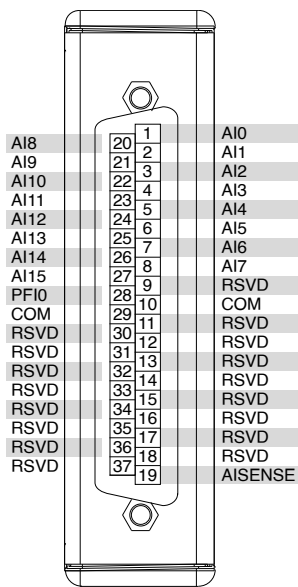 1 AI0
AI8 20
2 AI1
AI9 21
3 AI2
AI10 22
4 AI3
AI11 23
5 AI4
AI12 24
6 AI5
AI13 25
7 AI6
AI14 26
8 AI7
AI15 27
9 RSVD
PFI0 28
10 COM
COM 29
11 RSVD
RSVD 30
12 RSVD
RSVD 31
13 RSVD
RSVD 32
14 RSVD
RSVD 33
15 RSVD
RSVD 34
16 RSVD
RSVD 35
17 RSVD
RSVD 36
18 RSVD
RSVD 37
19 AISENSE